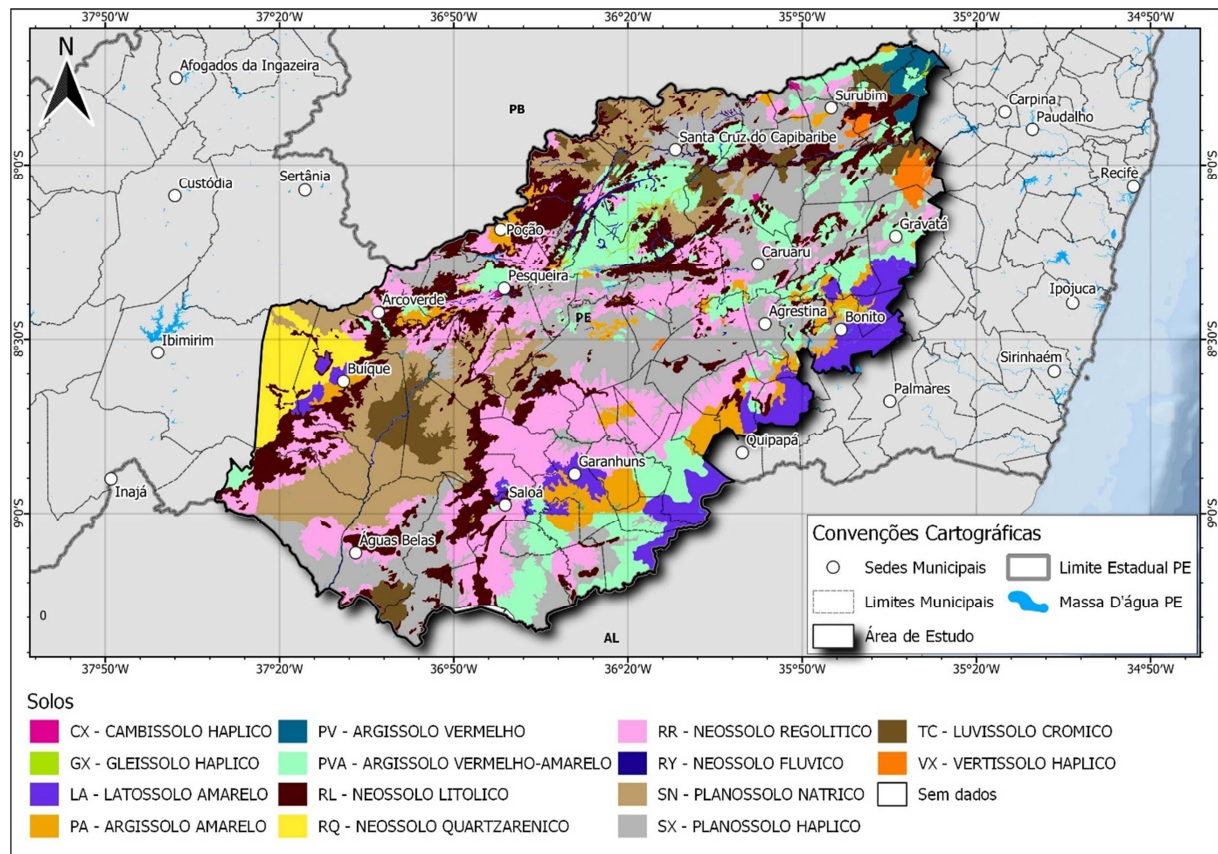 37°50'W 37°20'W 36°50'W 36°20'W 35°50'W 35°20'W 34°50'W
N
Afogados da Ingazeira
PB
Surubim
Carpina
Paudalho
Santa Cruz do Capibaribe
8°0'S 8°0'S
Custódia
Sertânia
Recife
Poção
Gravatá
Caruaru
Pesqueira
Arcoverde
Ipojuca
PE
Agrestina
Bonito
8°30'S 8°30'S
Ibimirim
Buíque
Sirinhaém
Palmares
Quipapá
Garanhuns
Inajá
Saloá
9°0'S 9°0'S
Águas Belas
Convenções Cartográficas
Sedes Municipais Limite Estadual PE
Limites Municipais Massa D'água PE
Área de Estudo
0
AL
37°50'W 37°20'W 36°50'W 36°20'W 35°50'W 35°20'W 34°50'W
Solos
CX - CAMBISSOLO HAPLICO PV - ARGISSOLO VERMELHO RR - NEOSSOLO REGOLITICO TC - LUVISSOLO CROMICO
GX - GLEISSOLO HAPLICO PVA - ARGISSOLO VERMELHO-AMARELO RY - NEOSSOLO FLUVICO VX - VERTISSOLO HAPLICO
LA - LATOSSOLO AMARELO RL - NEOSSOLO LITOLICO SN - PLANOSSOLO NATRICO Sem dados
PA - ARGISSOLO AMARELO RQ - NEOSSOLO QUARTZARENICO SX - PLANOSSOLO HAPLICO